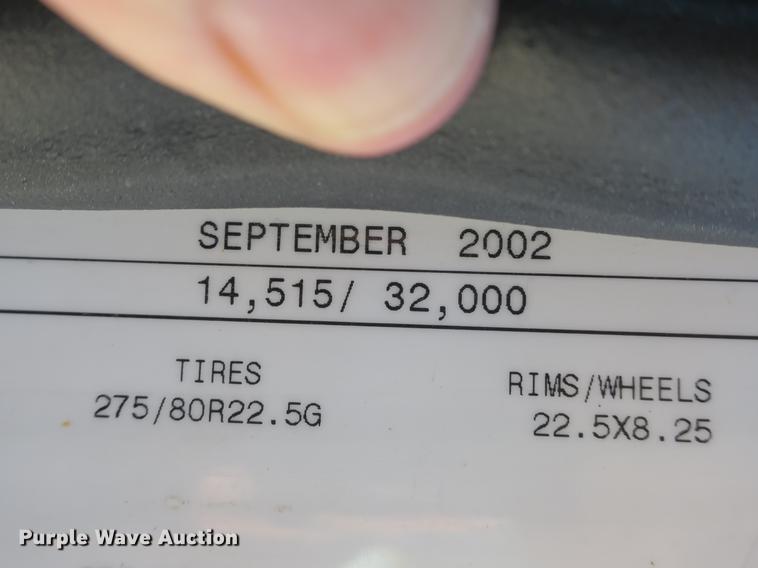 SEPTEMBER 2002
14,515/ 32,000
TIRES RIMS/WHEELS
275/80R22.5G 22.5X8.25
Purple Wave Auction